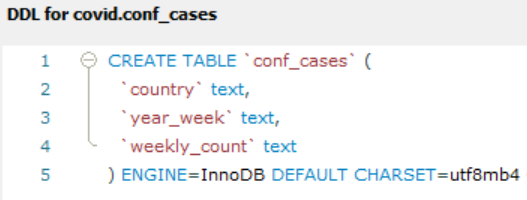 DDL for covid.conf_cases
1 CREATE TABLE `conf_cases` (
2 `country` text,
3 `year_week` text,
4 `weekly_count` text
5 ) ENGINE=InnoDB DEFAULT CHARSET=utf8mb4